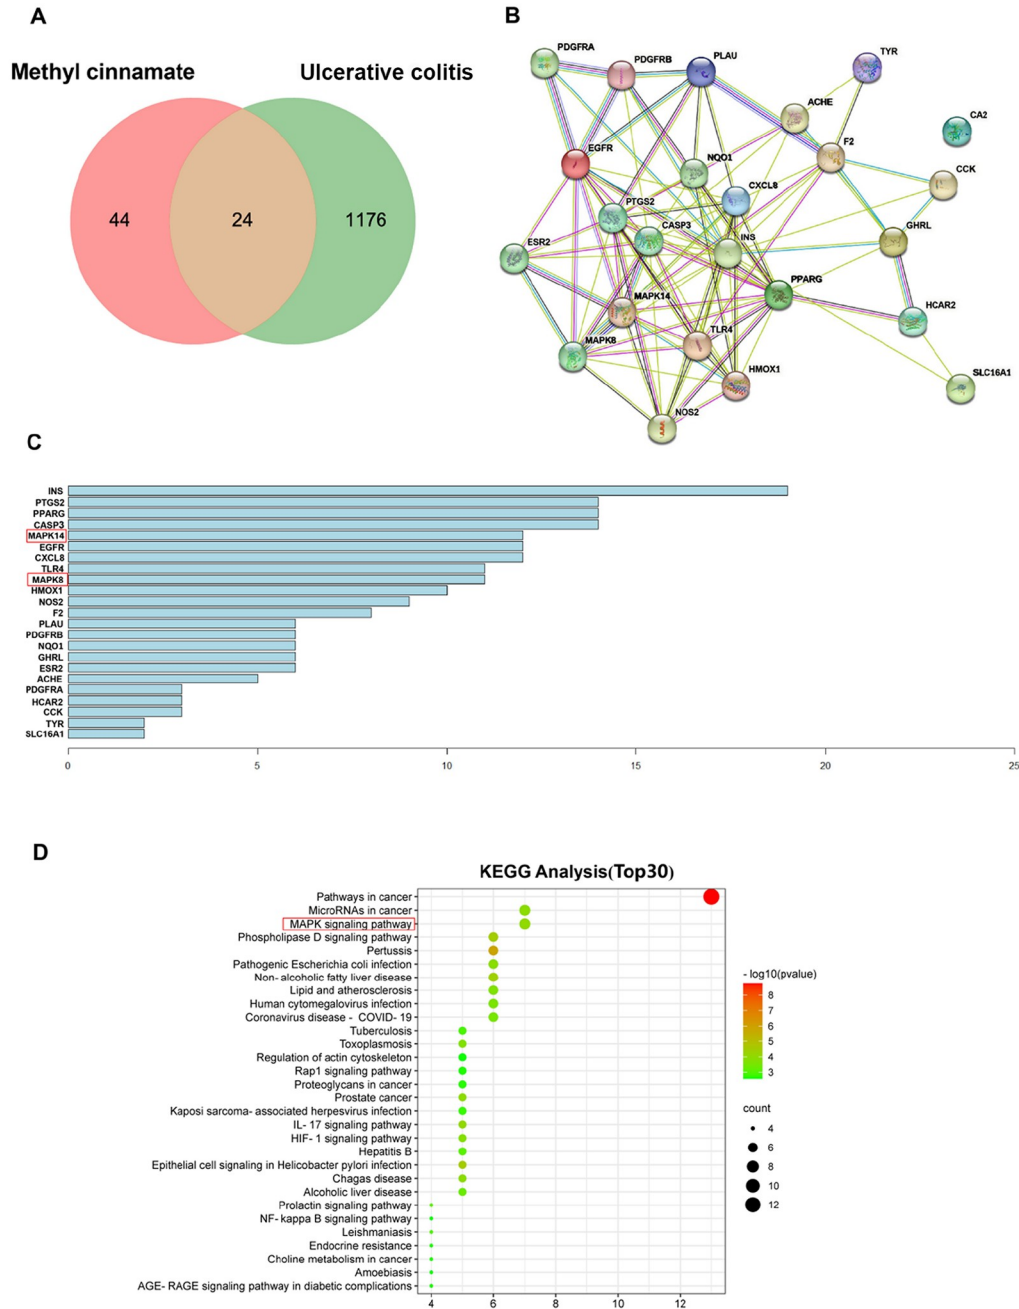 A
Methyl cinnamate
Ulcerative colitis
44
24
1176
B
PDGFRA
PDGFRB
PLAU
TYR
ACHE
CA2
F2
EGFR
NQO1
CCK
CXCL8
PTGS2
CASP3
INS
GHRL
ESR2
PPARG
MAPK14
HCAR2
TLR4
MAPK8
HMOX1
SLC16A1
NOS2
C
INS
PTGS2
PPARG
CASP3
MAPK14
EGFR
CXCL8
TLR4
MAPK8
HMOX1
NOS2
F2
PLAU
PDGFRB
NQO1
GHRL
ESR2
ACHE
PDGFRA
HCAR2
CCK
TYR
SLC16A1
0 5 10 15 20 25
D
KEGG Analysis(Top30)
Pathways in cancer
MicroRNAs in cancer
MAPK signaling pathway
Phospholipase D signaling pathway
Pertussis
Pathogenic Escherichia coli infection
Non- alcoholic fatty liver disease
Lipid and atherosclerosis
Human cytomegalovirus infection
Coronavirus disease - COVID- 19
Tuberculosis
Toxoplasmosis
Regulation of actin cytoskeleton
Rap1 signaling pathway
Proteoglycans in cancer
Prostate cancer
Kaposi sarcoma- associated herpesvirus infection
IL- 17 signaling pathway
HIF- 1 signaling pathway
Hepatitis B
Epithelial cell signaling in Helicobacter pylori infection
Chagas disease
Alcoholic liver disease
Prolactin signaling pathway
NF- kappa B signaling pathway
Leishmaniasis
Endocrine resistance
Choline metabolism in cancer
Amoebiasis
AGE- RAGE signaling pathway in diabetic complications
4 6 8 10 12
- log10(pvalue)
8
7
6
5
4
3
count
4
6
8
10
12